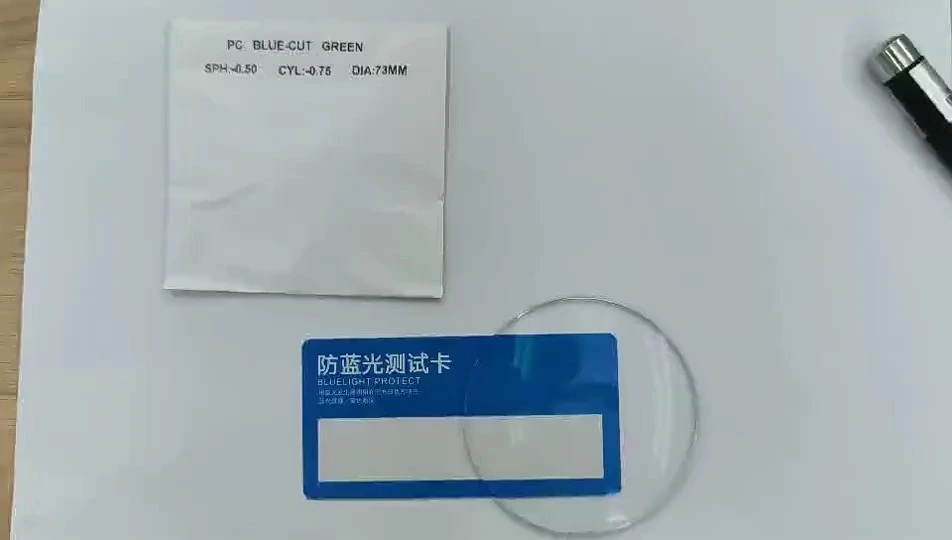 PC BLUE-CUT GREEN
SPH:-0.50 CYL:-0.75 DIA:73MM
防蓝光测试卡
BLUELIGHT PROTECT